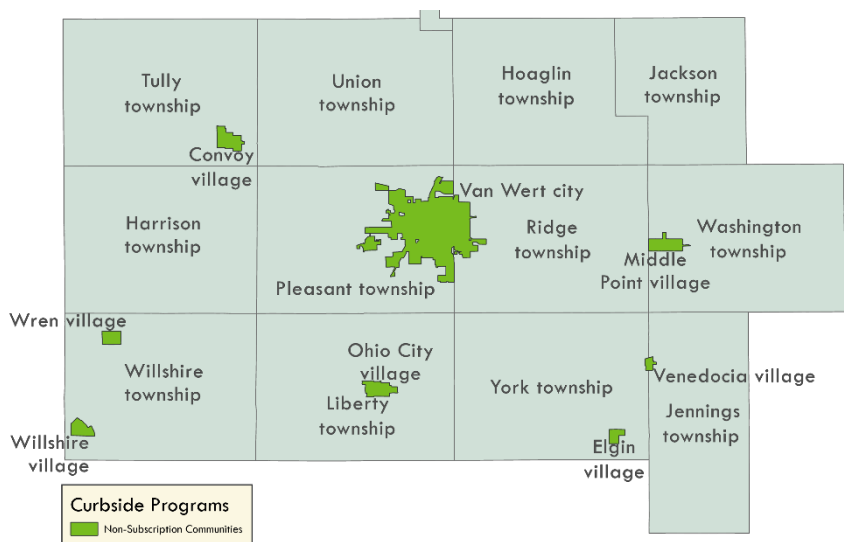 Tully
township
Union
township
Hoaglin
township
Jackson
township
Convoy
village
Van Wert city
Harrison
township
Ridge
township
Washington
township
Middle
Point village
Pleasant township
Wren village
Willshire
township
Ohio City
village
Liberty
township
York township
Venedocia village
Jennings
township
Willshire
village
Elgin
village
Curbside Programs
Non-Subscription Communities